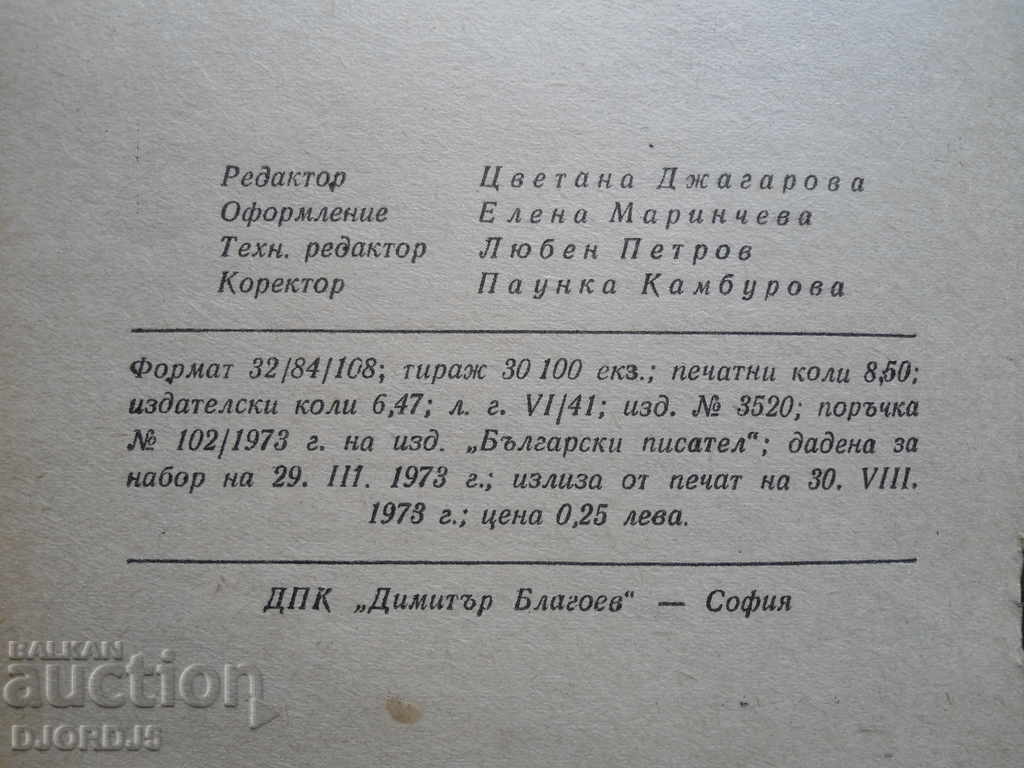 Редактор Цветана Джагарова
Оформление Елена Маринчева
Техн. редактор Любен Петров
Коректор Паунка Камбурова
Формат 32/84/108; тираж 30 100 екз.; печатни коли 8,50;
издателски коли 6,47; л. г. VI/41; изд. № 3520; поръчка
№ 102/1973 г. на изд. „Български писател“; дадена за
набор на 29. III. 1973 г.; излиза от печат на 30. VIII.
1973 г.; цена 0,25 лева.
ДПК „Димитър Благоев“ — София
BALKAN
auction
DJORDJS